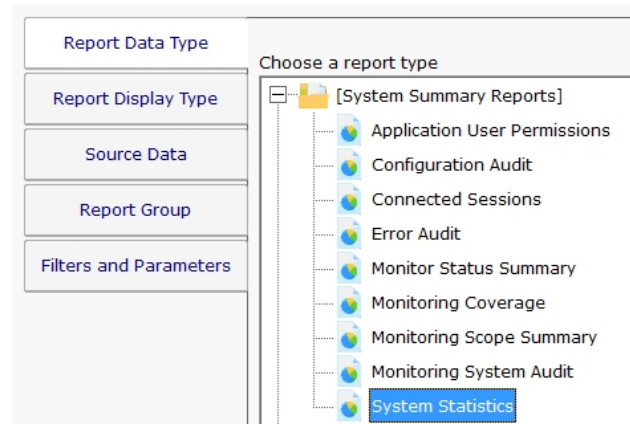 Report Data Type
Report Display Type
Source Data
Report Group
Filters and Parameters
Choose a report type
[System Summary Reports]
Application User Permissions
Configuration Audit
Connected Sessions
Error Audit
Monitor Status Summary
Monitoring Coverage
Monitoring Scope Summary
Monitoring System Audit
System Statistics